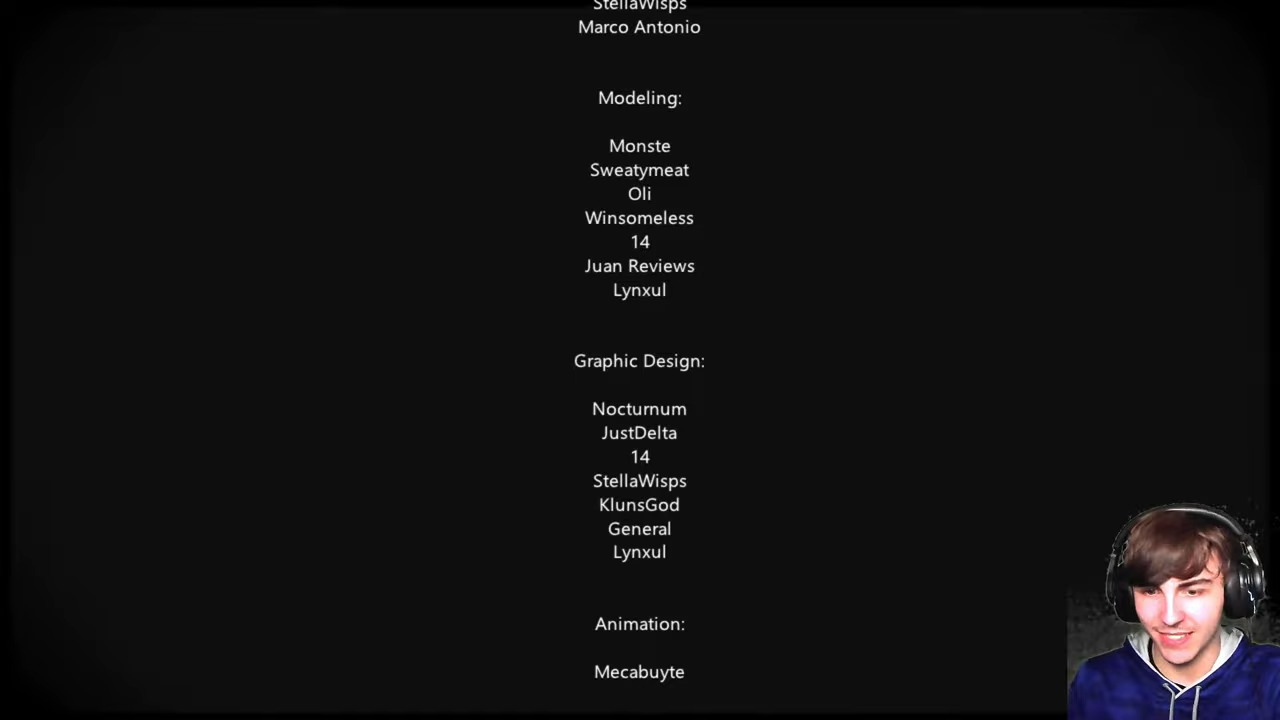 StellaWisps
Marco Antonio
Modeling:
Monste
Sweatymeat
Oli
Winsomeless
14
Juan Reviews
Lynxul
Graphic Design:
Nocturnum
JustDelta
14
StellaWisps
KlunsGod
General
Lynxul
Animation:
Mecabuyte